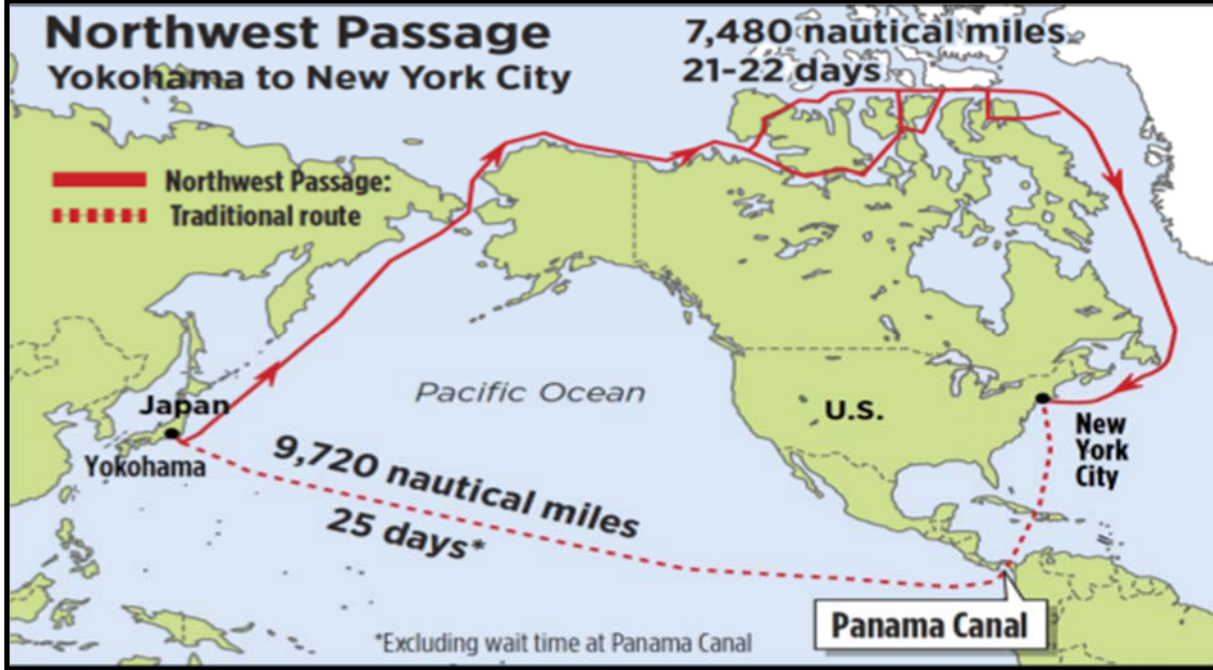 Northwest Passage
Yokohama to New York City
7,480 nautical miles
21-22 days
Northwest Passage:
Traditional route
Pacific Ocean
Japan
Yokohama
U.S.
New
York
City
9,720 nautical miles
25 days*
Panama Canal
*Excluding wait time at Panama Canal